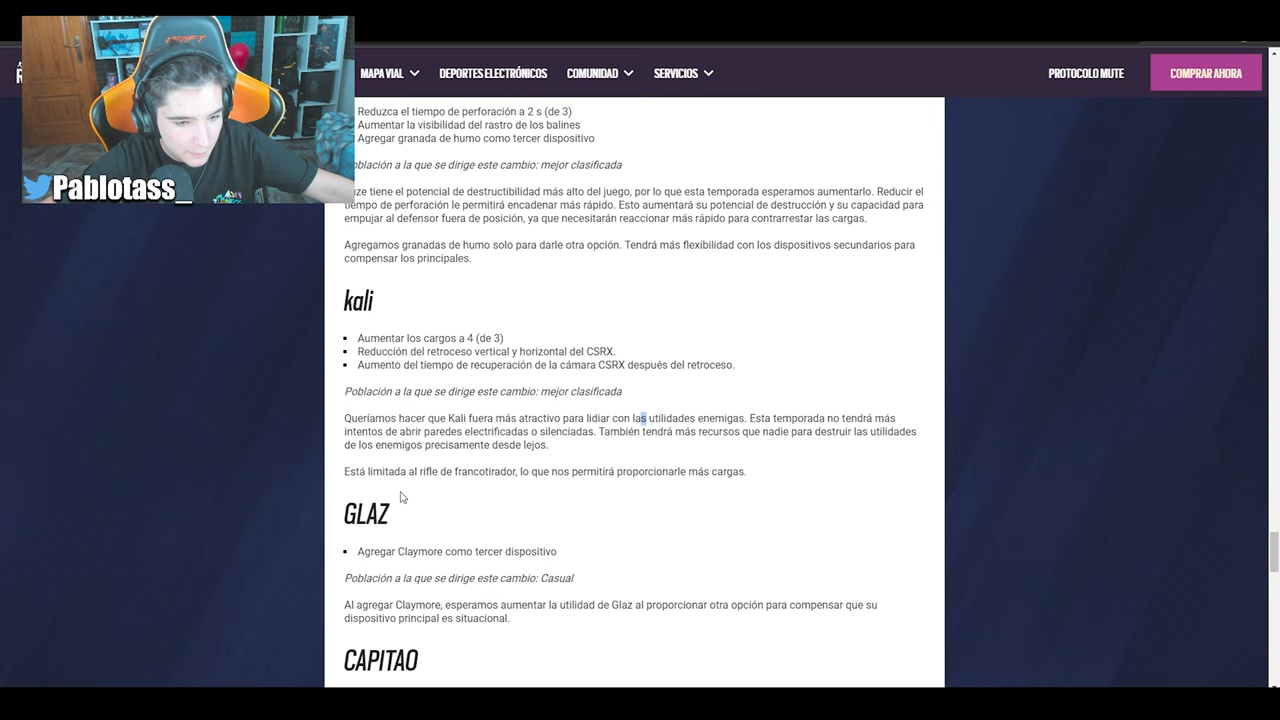 MAPA VIAL
DEPORTES ELECTRÓNICOS
COMUNIDAD
SERVICIOS
PROTOCOLO MUTE
COMPRAR AHORA
Pablotass_
Reduzca el tiempo de perforación a 2 s (de 3)
Aumentar la visibilidad del rastro de los balines
Agregar granada de humo como tercer dispositivo
oblación a la que se dirige este cambio: mejor clasificada
uze tiene el potencial de destructibilidad más alto del juego, por lo que esta temporada esperamos aumentarlo. Reducir el
tiempo de perforación le permitirá encadenar más rápido. Esto aumentará su potencial de destrucción y su capacidad para
empujar al defensor fuera de posición, ya que necesitarán reaccionar más rápido para contrarrestar las cargas.
Agregamos granadas de humo solo para darle otra opción. Tendrá más flexibilidad con los dispositivos secundarios para
compensar los principales.
kali
Aumentar los cargos a 4 (de 3)
Reducción del retroceso vertical y horizontal del CSRX.
Aumento del tiempo de recuperación de la cámara CSRX después del retroceso.
Población a la que se dirige este cambio: mejor clasificada
Queríamos hacer que Kali fuera más atractivo para lidiar con las utilidades enemigas. Esta temporada no tendrá más
intentos de abrir paredes electrificadas o silenciadas. También tendrá más recursos que nadie para destruir las utilidades
de los enemigos precisamente desde lejos.
Está limitada al rifle de francotirador, lo que nos permitirá proporcionarle más cargas.
GLAZ
Agregar Claymore como tercer dispositivo
Población a la que se dirige este cambio: Casual
Al agregar Claymore, esperamos aumentar la utilidad de Glaz al proporcionar otra opción para compensar que su
dispositivo principal es situacional.
CAPITAO